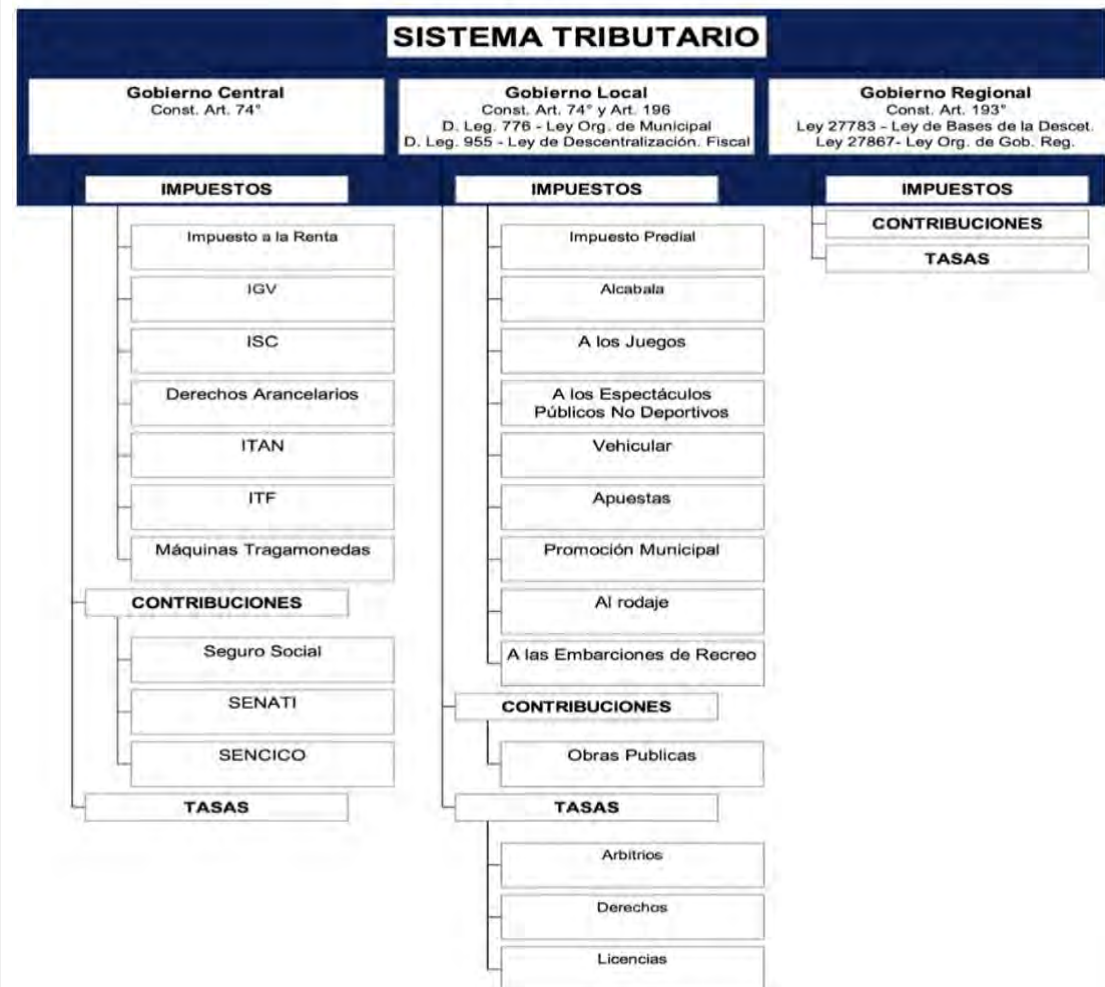 SISTEMA TRIBUTARIO
Gobierno Central
Const. Art. 74°
IMPUESTOS
Impuesto a la Renta
IGV
ISC
Derechos Arancelarios
ITAN
ITF
Máquinas Tragamonedas
CONTRIBUCIONES
Seguro Social
SENATI
SENCICO
TASAS
Gobierno Local
Const. Art. 74° y Art. 196
D. Leg. 776 - Ley Org. de Municipal
D. Leg. 955 - Ley de Descentralización. Fiscal
IMPUESTOS
Impuesto Predial
Alcabala
A los Juegos
A los Espectáculos
Públicos No Deportivos
Vehicular
Apuestas
Promoción Municipal
Al rodaje
A las Embarciones de Recreo
CONTRIBUCIONES
Obras Publicas
TASAS
Arbitrios
Derechos
Licencias
Gobierno Regional
Const. Art. 193°
Ley 27783 – Ley de Bases de la Descet.
Ley 27867- Ley Org. de Gob. Reg.
IMPUESTOS
CONTRIBUCIONES
TASAS